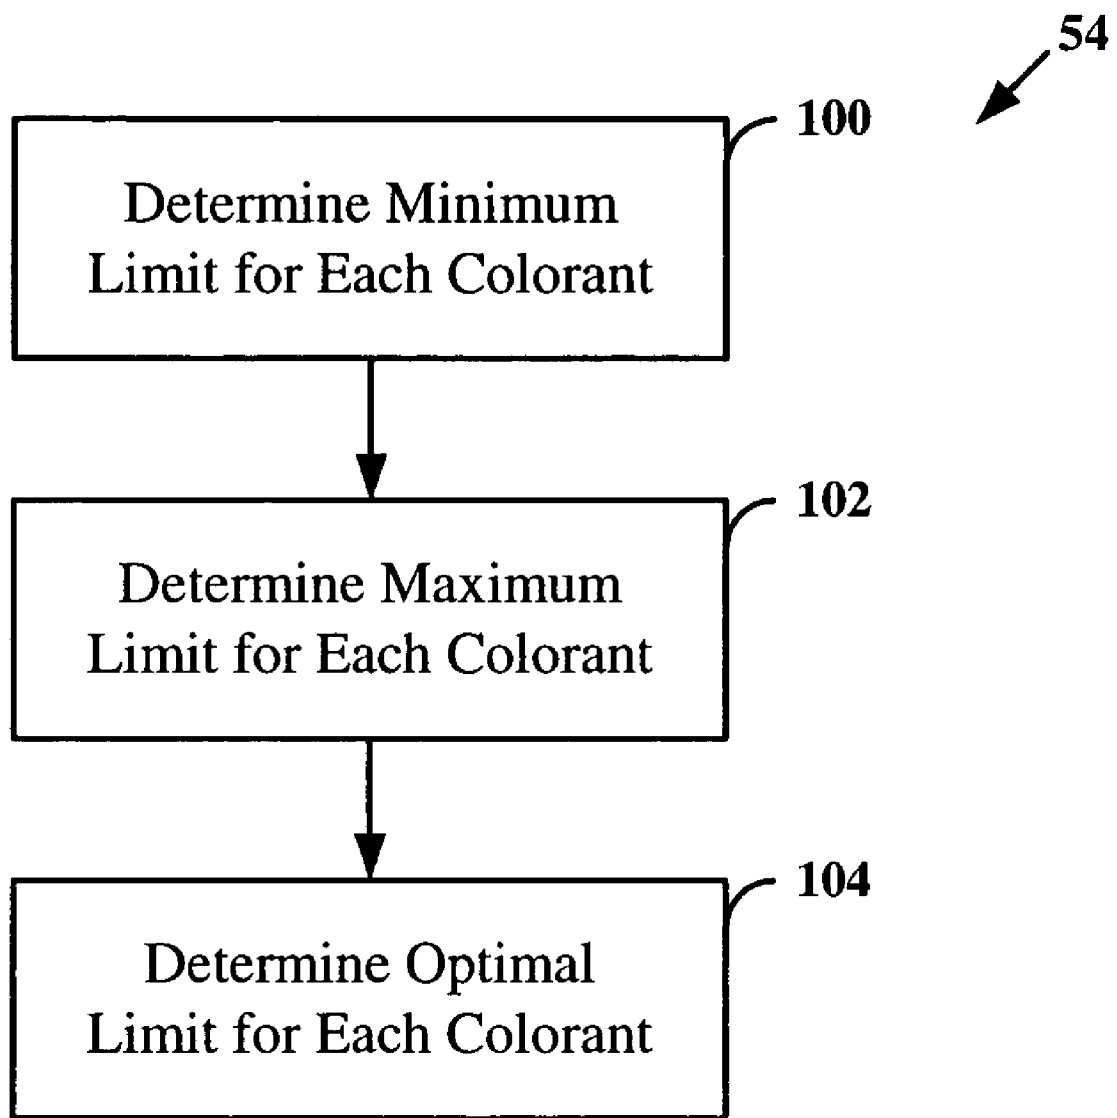 54
100
Determine Minimum
Limit for Each Colorant
102
Determine Maximum
Limit for Each Colorant
104
Determine Optimal
Limit for Each Colorant